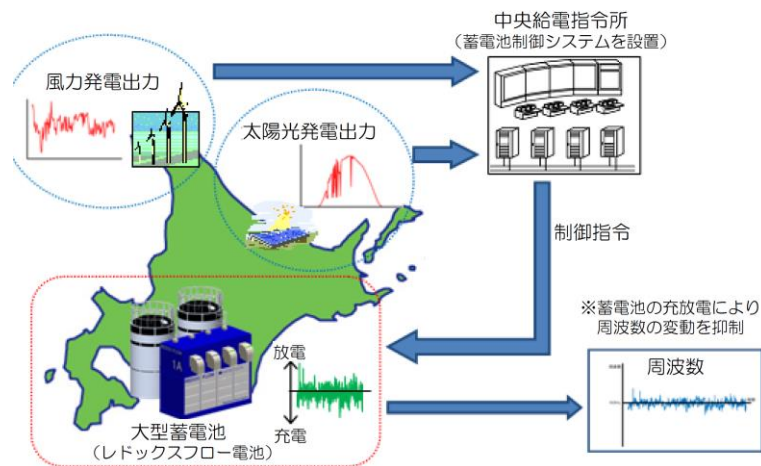 中央給電指令所
（蓄電池制御システムを設置）
風力発電出力
太陽光発電出力
制御指令
※蓄電池の充放電により
周波数の変動を抑制
周波数
放電
1A
充電
大型蓄電池
（レドックスフロー電池）